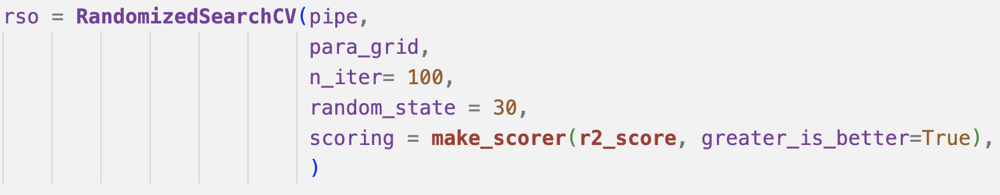 rso = RandomizedSearchCV(pipe,
para_grid,
n_iter= 100,
random_state = 30,
scoring = make_scorer(r2_score, greater_is_better=True),
)